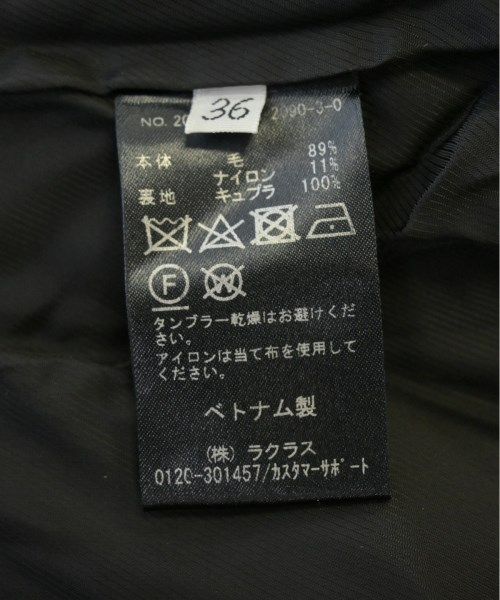 36
NO. 20 2090-3-0
本体 毛 89%
ナイロン 11%
裏地 キュプラ 100%
F W
タンブラー乾燥はお避けくだ
さい。
アイロンは当て布を使用して
ください。
ベトナム製
(株) ラクラス
0120-301457/カスタマーサポート